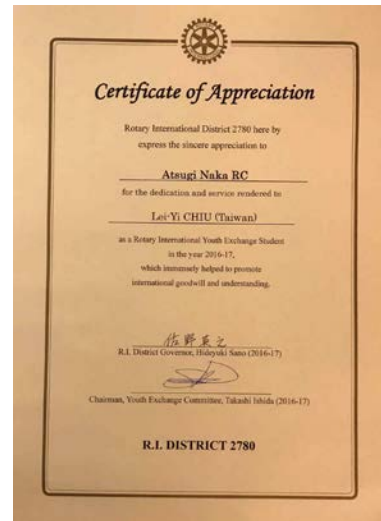 Certificate of Appreciation
Rotary International District 2780 here by
express the sincere appreciation to
Atsugi Naka RC
for the dedication and service rendered to
Lei-Yi CHIU (Taiwan)
as a Rotary International Youth Exchange Student
in the year 2016-17,
which immensely helped to promote
international goodwill and understanding.
佐野英之
R.I. District Governor, Hideyuki Sano (2016-17)
Chairman, Youth Exchange Committee, Takashi Ishida (2016-17)
R.I. DISTRICT 2780